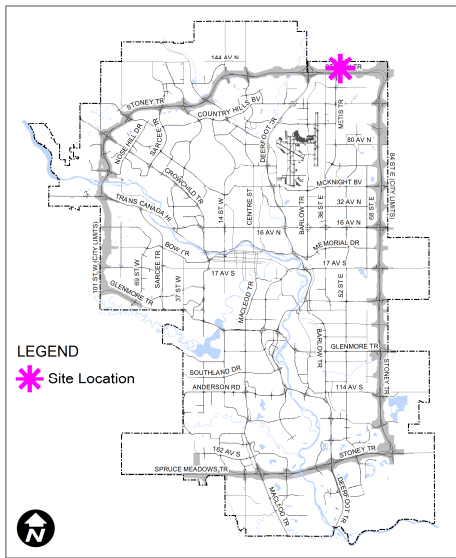 144 AV N
TR
STONEY TR
COUNTRY HILLS BV
METIS TR
NOSE HILL DR
SARCEE TR
DEERFOOT TR
80 AV N
CROWCHILD TR
84 ST E (CITY LIMITS)
MCKNIGHT BV
TRANS CANADA HI
14 ST W
CENTRE ST
BARLOW TR
36 ST E
32 AV N
68 ST E
16 AV N
16 AV N
101 ST W (CITY LIMITS)
BOW TR
MEMORIAL DR
69 ST W
SARCEE TR
37 ST W
17 AV S
17 AV S
GLENMORE TR
MACLEOD TR
52 ST E
BARLOW TR
GLENMORE TR
LEGEND
Site Location
SOUTHLAND DR
ANDERSON RD
114 AV S
STONEY TR
162 AV S
STONEY TR
SPRUCE MEADOWS TR
MACLEOD TR
DEERFOOT TR
N